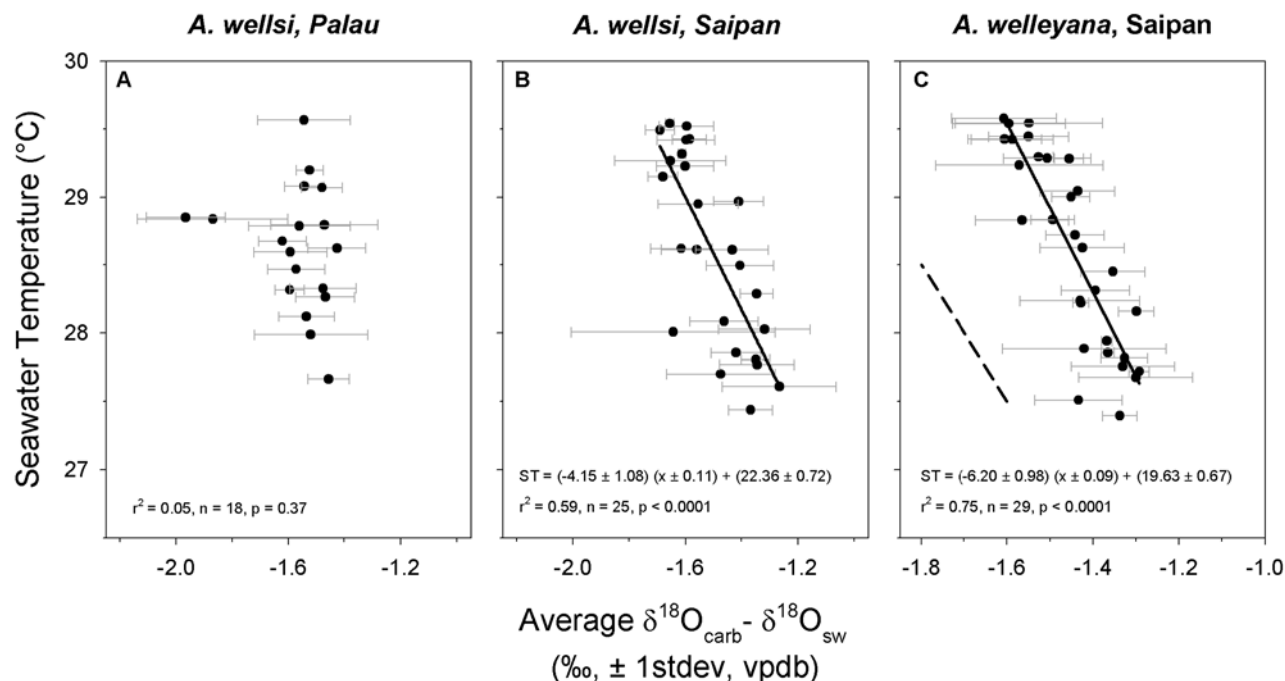 A. wellsi, Palau
A. wellsi, Saipan
A. welleyana, Saipan
Seawater Temperature (°C)
30
29
28
27
A
r² = 0.05, n = 18, p = 0.37
-2.0
-1.6
-1.2
B
ST = (-4.15 ± 1.08) (x ± 0.11) + (22.36 ± 0.72)
r² = 0.59, n = 25, p < 0.0001
-2.0
-1.6
-1.2
C
ST = (-6.20 ± 0.98) (x ± 0.09) + (19.63 ± 0.67)
r² = 0.75, n = 29, p < 0.0001
-1.8
-1.6
-1.4
-1.2
-1.0
Average δ¹⁸O_carb- δ¹⁸O_sw
(‰, ± 1stdev, vpdb)